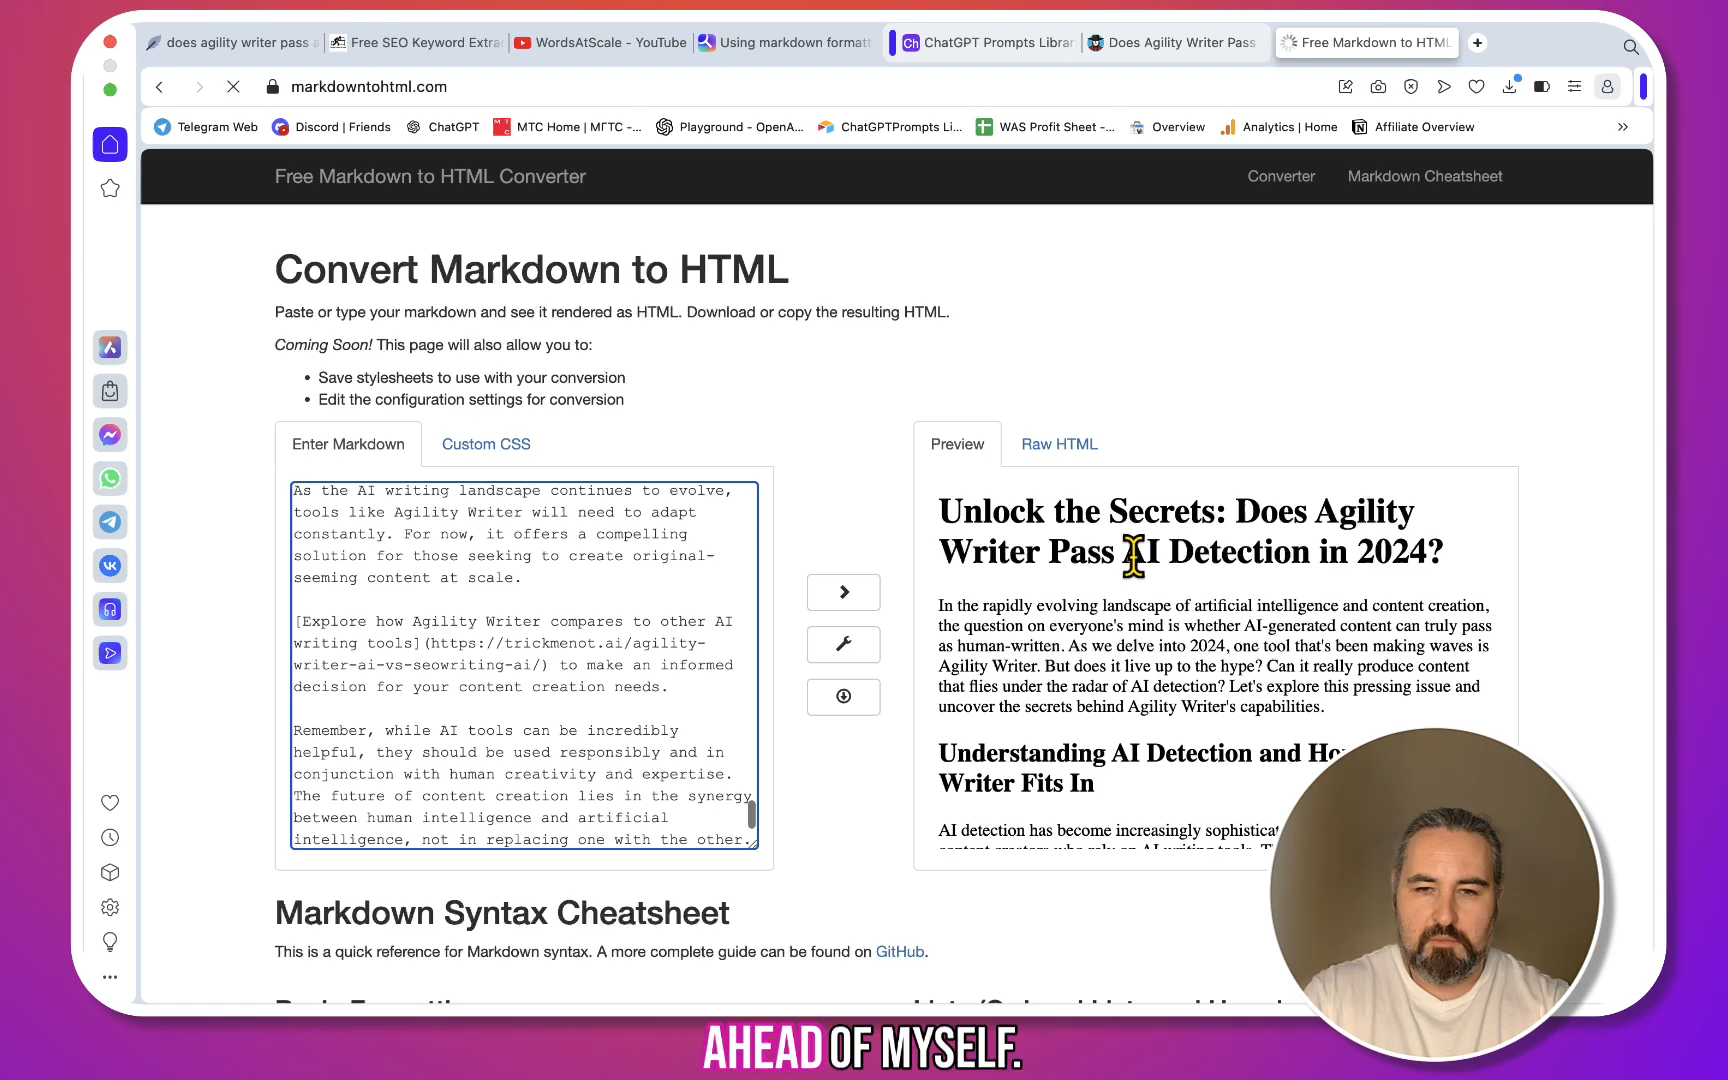 does agility writer pass a
Free SEO Keyword Extra
WordsAtScale - YouTube
Using markdown formatt
Ch ChatGPT Prompts Librar
Does Agility Writer Pass
Free Markdown to HTML
markdowntohtml.com
Telegram Web
Discord | Friends
ChatGPT
МТС Home | МГТС -...
Playground - OpenA...
ChatGPTPrompts Li...
WAS Profit Sheet -...
Overview
Analytics | Home
Affiliate Overview
Free Markdown to HTML Converter
Converter
Markdown Cheatsheet
Convert Markdown to HTML
Paste or type your markdown and see it rendered as HTML. Download or copy the resulting HTML.
Coming Soon! This page will also allow you to:
• Save stylesheets to use with your conversion
• Edit the configuration settings for conversion
Enter Markdown
Custom CSS
As the AI writing landscape continues to evolve,
tools like Agility Writer will need to adapt
constantly. For now, it offers a compelling
solution for those seeking to create original-
seeming content at scale.
[Explore how Agility Writer compares to other AI
writing tools](https://trickmenot.ai/agility-
writer-ai-vs-seowriting-ai/) to make an informed
decision for your content creation needs.
Remember, while AI tools can be incredibly
helpful, they should be used responsibly and in
conjunction with human creativity and expertise.
The future of content creation lies in the synergy
between human intelligence and artificial
intelligence, not in replacing one with the other.
Preview
Raw HTML
Unlock the Secrets: Does Agility
Writer Pass AI Detection in 2024?
In the rapidly evolving landscape of artificial intelligence and content creation,
the question on everyone's mind is whether AI-generated content can truly pass
as human-written. As we delve into 2024, one tool that's been making waves is
Agility Writer. But does it live up to the hype? Can it really produce content
that flies under the radar of AI detection? Let's explore this pressing issue and
uncover the secrets behind Agility Writer's capabilities.
Understanding AI Detection and Ho
Writer Fits In
AI detection has become increasingly sophistica
Markdown Syntax Cheatsheet
This is a quick reference for Markdown syntax. A more complete guide can be found on GitHub.
AHEAD OF MYSELF.